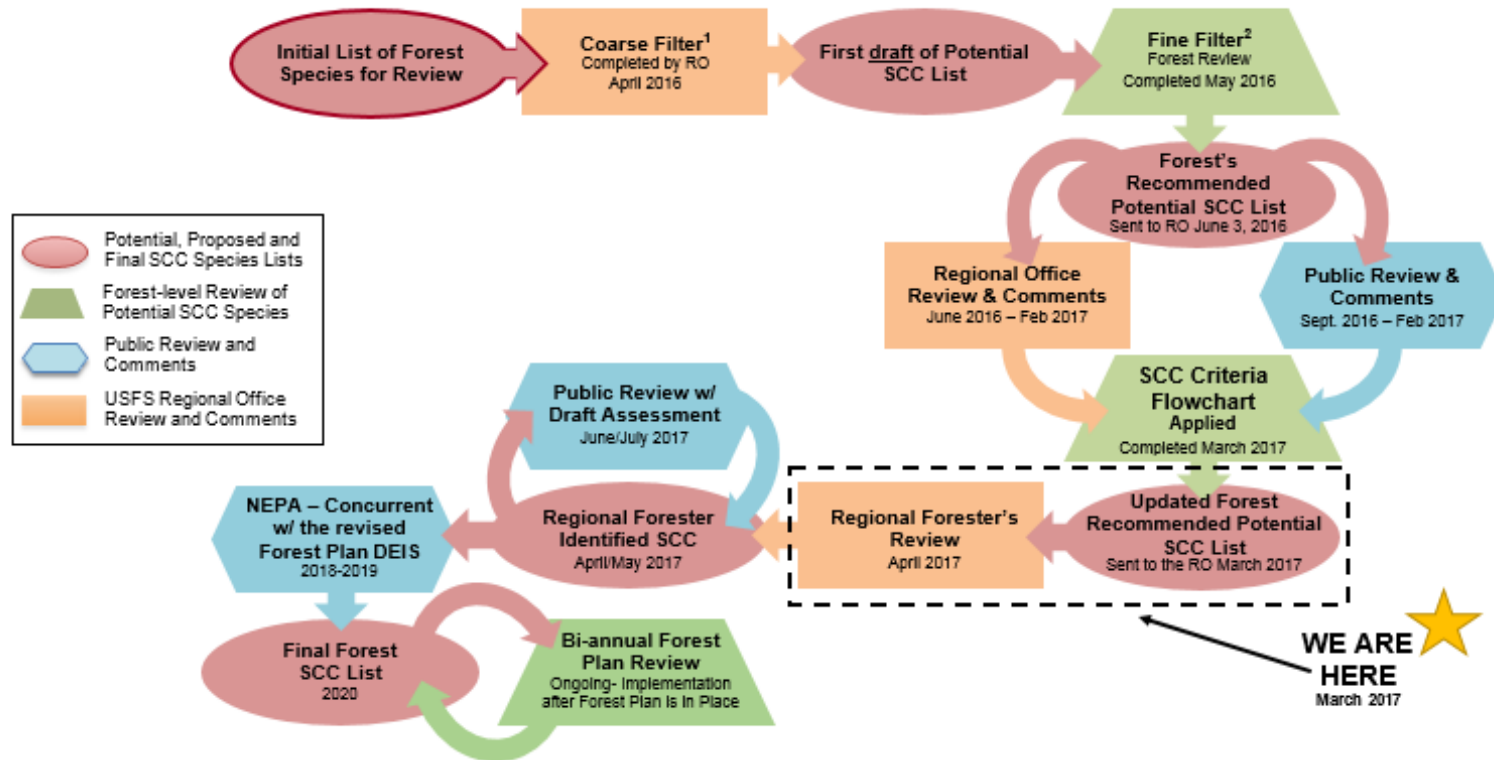 Initial List of Forest
Species for Review
Coarse Filter1
Completed by RO
April 2016
First draft of Potential
SCC List
Fine Filter2
Forest Review
Completed May 2016
Forest's
Recommended
Potential SCC List
Sent to RO June 3, 2016
Potential, Proposed and
Final SCC Species Lists
Forest-level Review of
Potential SCC Species
Public Review and
Comments
USFS Regional Office
Review and Comments
Regional Office
Review & Comments
June 2016 – Feb 2017
Public Review &
Comments
Sept. 2016 – Feb 2017
SCC Criteria
Flowchart
Applied
Completed March 2017
Public Review w/
Draft Assessment
June/July 2017
Updated Forest
Recommended Potential
SCC List
Sent to the RO March 2017
Regional Forester's
Review
April 2017
Regional Forester
Identified SCC
April/May 2017
NEPA – Concurrent
w/ the revised
Forest Plan DEIS
2018-2019
Final Forest
SCC List
2020
Bi-annual Forest
Plan Review
Ongoing- Implementation
after Forest Plan Is In Place
WE ARE
HERE
March 2017